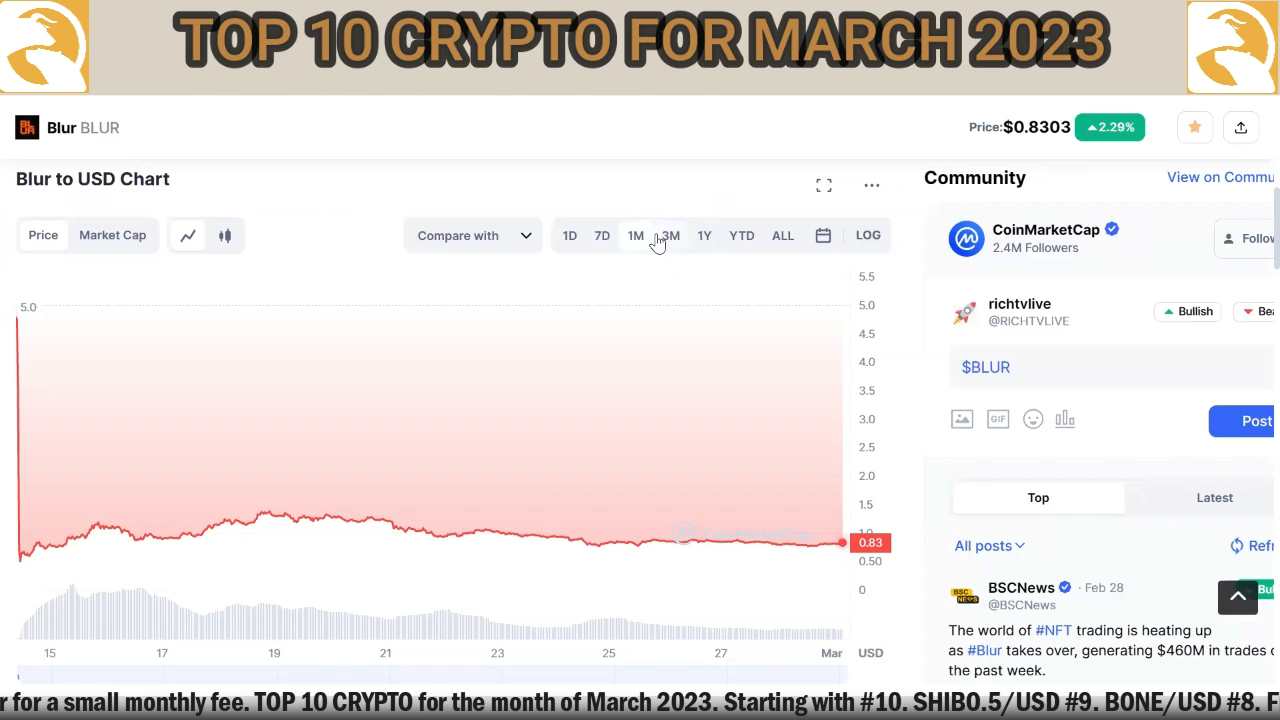 TOP 10 CRYPTO FOR MARCH 2023
Blur BLUR
Price:$0.8303 2.29%
Blur to USD Chart
Price Market Cap
Compare with
1D 7D 1M 3M 1Y YTD ALL LOG
5.0
5.5
5.0
4.5
4.0
3.5
3.0
2.5
2.0
1.5
1.0
0.83
0.50
0
15 17 19 21 23 25 27 Mar USD
Community
View on Commu
CoinMarketCap
2.4M Followers
Follow
richtvlive
@RICHTVLIVE
Bullish
Bea
$BLUR
GIF
Post
Top Latest
All posts
Refr
BSCNews · Feb 28
@BSCNews
Bul
The world of #NFT trading is heating up
as #Blur takes over, generating $460M in trades
the past week.
r for a small monthly fee. TOP 10 CRYPTO for the month of March 2023. Starting with #10. SHIB0.5/USD #9. BONE/USD #8. F